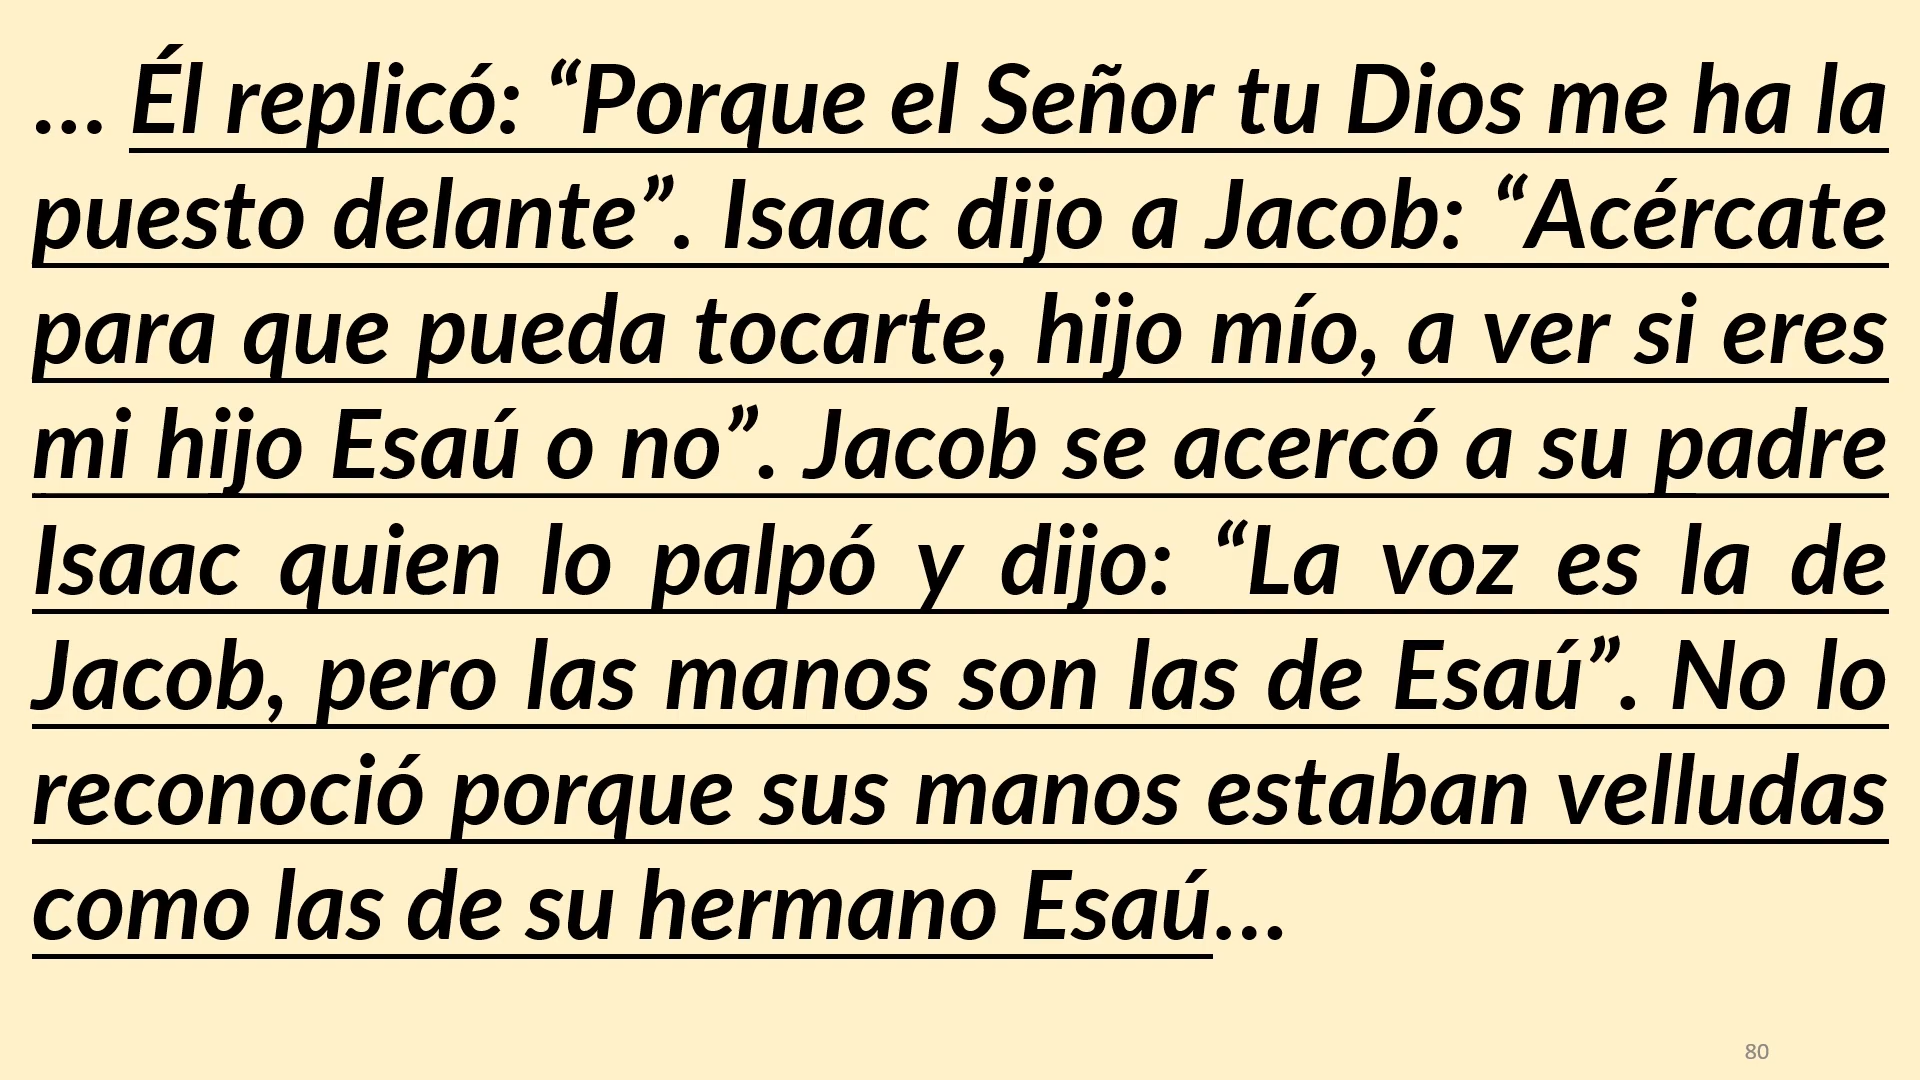 ... Él replicó: “Porque el Señor tu Dios me ha la
puesto delante”. Isaac dijo a Jacob: “Acércate
para que pueda tocarte, hijo mío, a ver si eres
mi hijo Esaú o no”. Jacob se acercó a su padre
Isaac quien lo palpó y dijo: “La voz es la de
Jacob, pero las manos son las de Esaú”. No lo
reconoció porque sus manos estaban velludas
como las de su hermano Esaú...
80